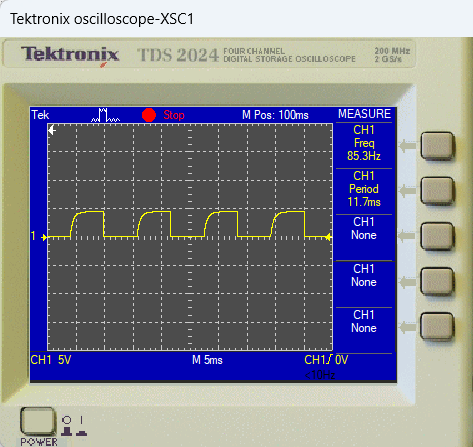 Tektronix oscilloscope-XSC1
Tektronix TDS 2024 FOUR CHANNEL DIGITAL STORAGE OSCILLOSCOPE 200 MHz 2 GS/s
Tek Stop M Pos: 100ms MEASURE
CH1
Freq
85.3Hz
CH1
Period
11.7ms
CH1
None
CH1
None
CH1
None
1
CH1 5V M 5ms CH1 0V
<10Hz
POWER